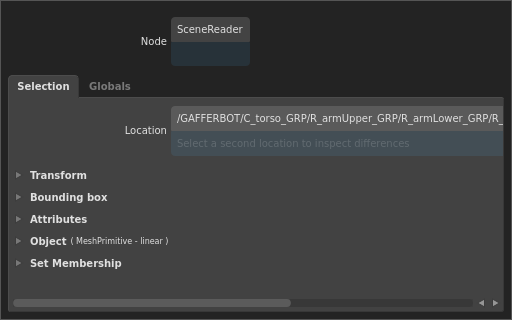 SceneReader
Node
Selection Globals
Location /GAFFERBOT/C_torso_GRP/R_armUpper_GRP/R_armLower_GRP/R_
Select a second location to inspect differences
Transform
Bounding box
Attributes
Object ( MeshPrimitive - linear )
Set Membership